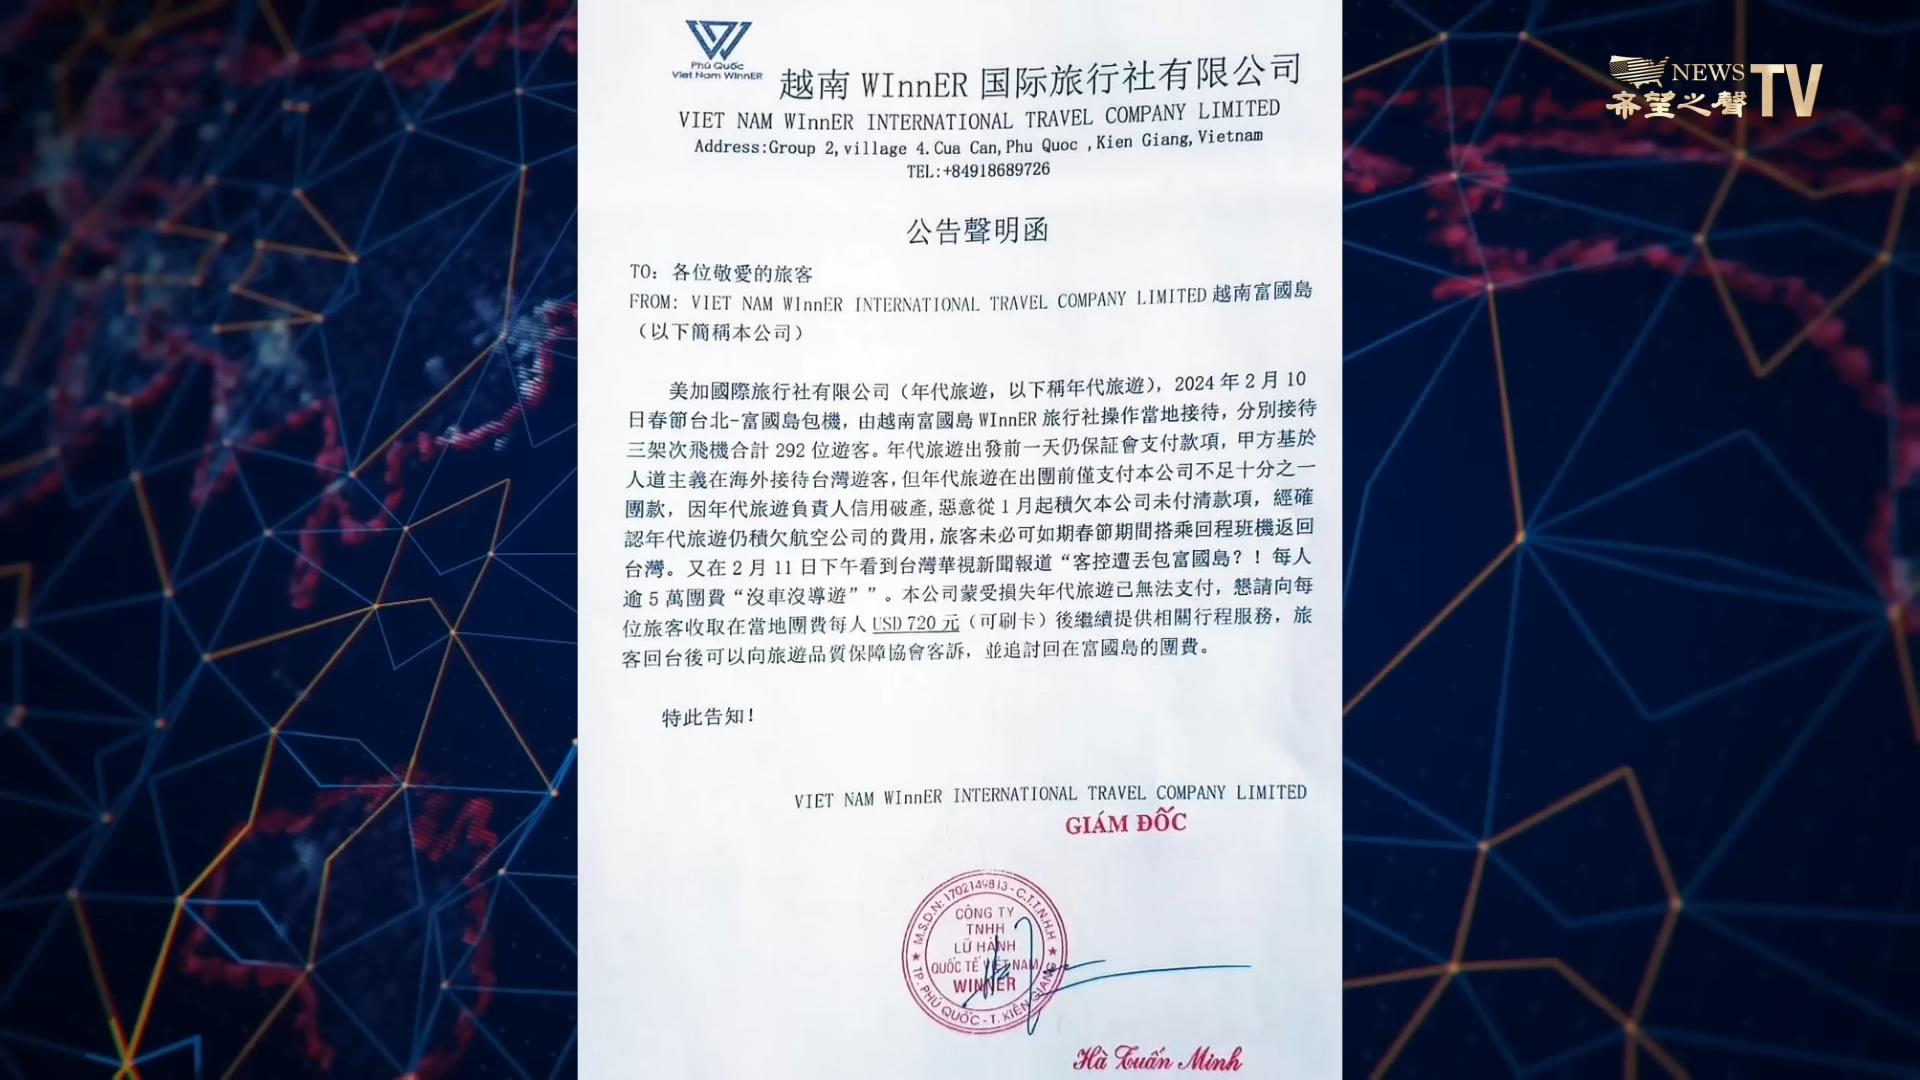 Phú Quốc
Viet Nam WInnER
越南 WInnER 国际旅行社有限公司
VIET NAM WInnER INTERNATIONAL TRAVEL COMPANY LIMITED
Address:Group 2,village 4.Cua Can,Phu Quoc ,Kien Giang,Vietnam
TEL:+84918689726
NEWS
希望之聲TV
公告聲明函
TO: 各位敬愛的旅客
FROM: VIET NAM WInnER INTERNATIONAL TRAVEL COMPANY LIMITED 越南富國島
（以下簡稱本公司）
美加國際旅行社有限公司（年代旅遊，以下稱年代旅遊），2024 年 2 月 10
日春節台北-富國島包機，由越南富國島 WInnER 旅行社操作當地接待，分別接待
三架次飛機合計 292 位遊客。年代旅遊出發前一天仍保証會支付款項，甲方基於
人道主義在海外接待台灣遊客，但年代旅遊在出團前僅支付本公司不足十分之一
團款，因年代旅遊負責人信用破產，惡意從 1 月起積欠本公司未付清款項，經確
認年代旅遊仍積欠航空公司的費用，旅客未必可如期春節期間搭乘回程班機返回
台灣。又在 2 月 11 日下午看到台灣華視新聞報道“客控遭丟包富國島？！每人
逾 5 萬團費“沒車沒導遊””。本公司蒙受損失年代旅遊已無法支付，懇請向每
位旅客收取在當地團費每人 USD 720 元（可刷卡）後繼續提供相關行程服務，旅
客回台後可以向旅遊品質保障協會客訴，並追討回在富國島的團費。
特此告知！
VIET NAM WInnER INTERNATIONAL TRAVEL COMPANY LIMITED
GIÁM ĐỐC
M.S.D.N: 1702149813 - C.T.T.N.H.H
CÔNG TY
TNHH
LỮ HÀNH
QUỐC TẾ VIỆT NAM
WINNER
TP. PHÚ QUỐC - T. KIÊN GIANG
Hà Tuấn Minh